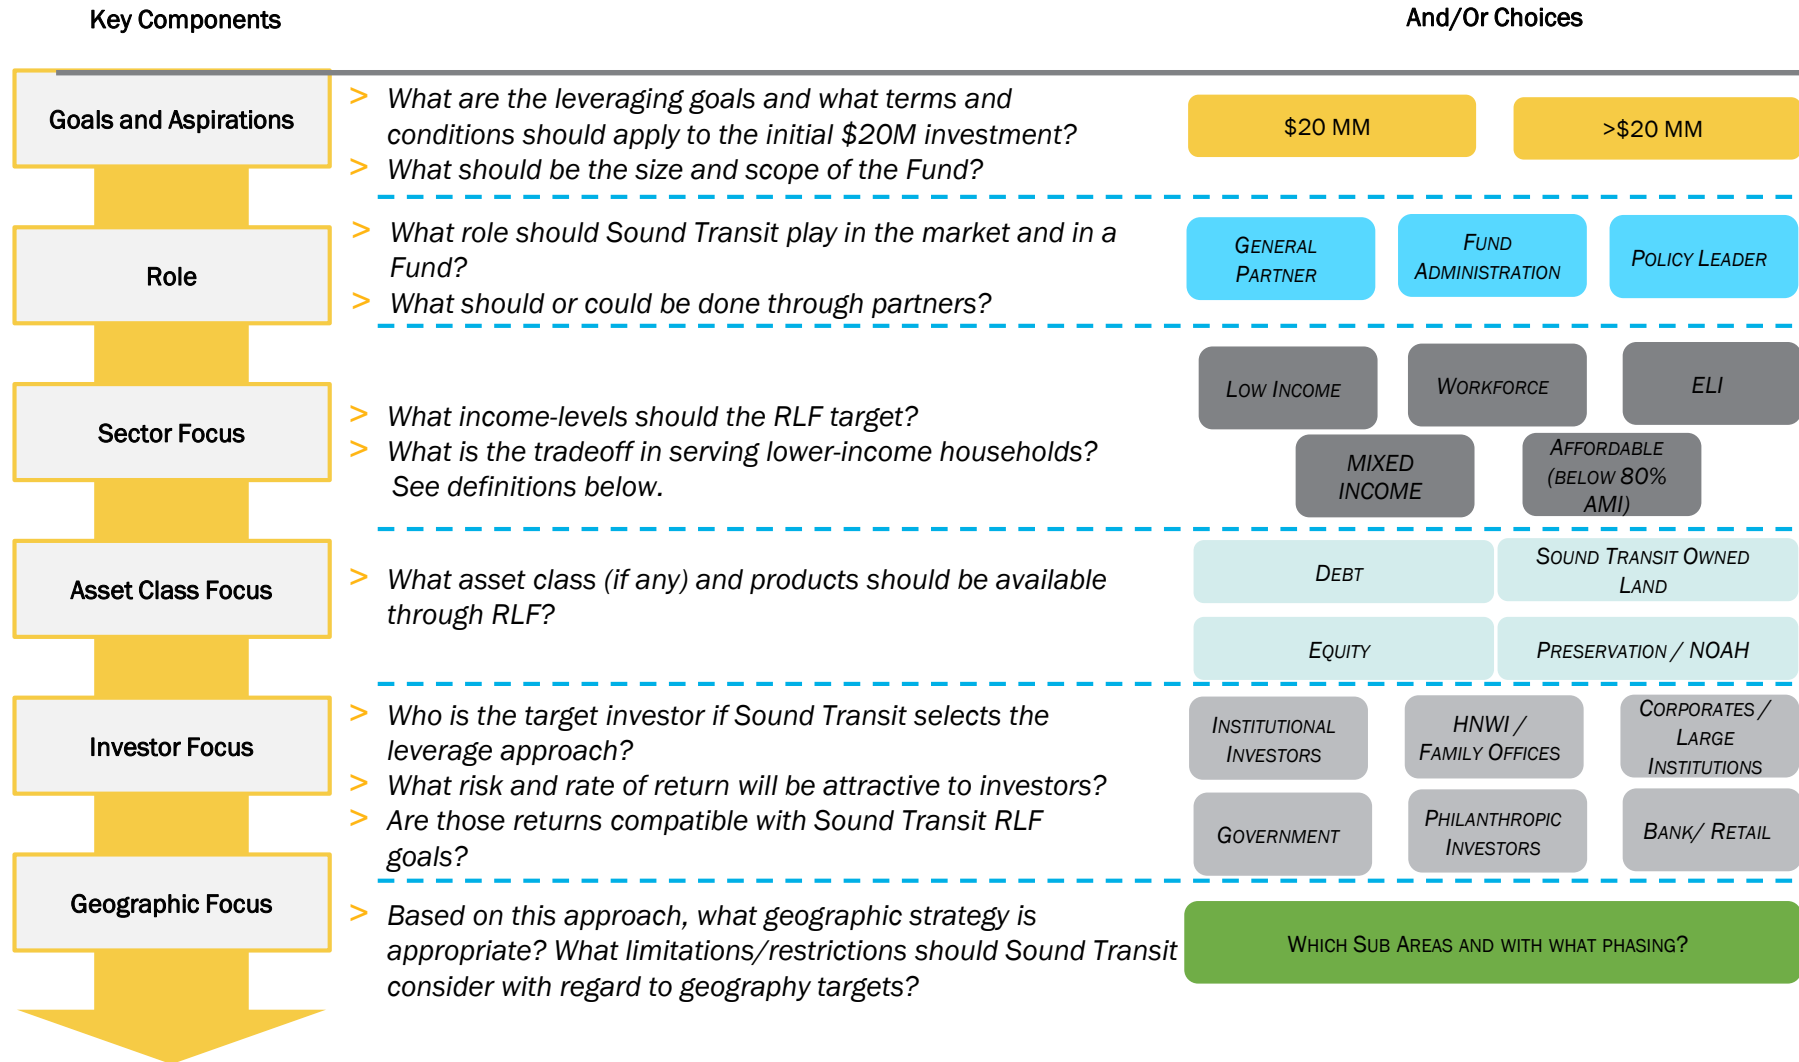 Key Components
And/Or Choices
Goals and Aspirations
> What are the leveraging goals and what terms and
conditions should apply to the initial $20M investment?
> What should be the size and scope of the Fund?
$20 MM
>$20 MM
Role
> What role should Sound Transit play in the market and in a
Fund?
> What should or could be done through partners?
GENERAL
PARTNER
FUND
ADMINISTRATION
POLICY LEADER
Sector Focus
> What income-levels should the RLF target?
> What is the tradeoff in serving lower-income households?
See definitions below.
LOW INCOME
WORKFORCE
ELI
MIXED
INCOME
AFFORDABLE
(BELOW 80%
AMI)
Asset Class Focus
> What asset class (if any) and products should be available
through RLF?
DEBT
SOUND TRANSIT OWNED
LAND
EQUITY
PRESERVATION / NOAH
Investor Focus
> Who is the target investor if Sound Transit selects the
leverage approach?
> What risk and rate of return will be attractive to investors?
> Are those returns compatible with Sound Transit RLF
goals?
INSTITUTIONAL
INVESTORS
HNWI /
FAMILY OFFICES
CORPORATES /
LARGE
INSTITUTIONS
GOVERNMENT
PHILANTHROPIC
INVESTORS
BANK/ RETAIL
Geographic Focus
> Based on this approach, what geographic strategy is
appropriate? What limitations/restrictions should Sound Transit
consider with regard to geography targets?
WHICH SUB AREAS AND WITH WHAT PHASING?